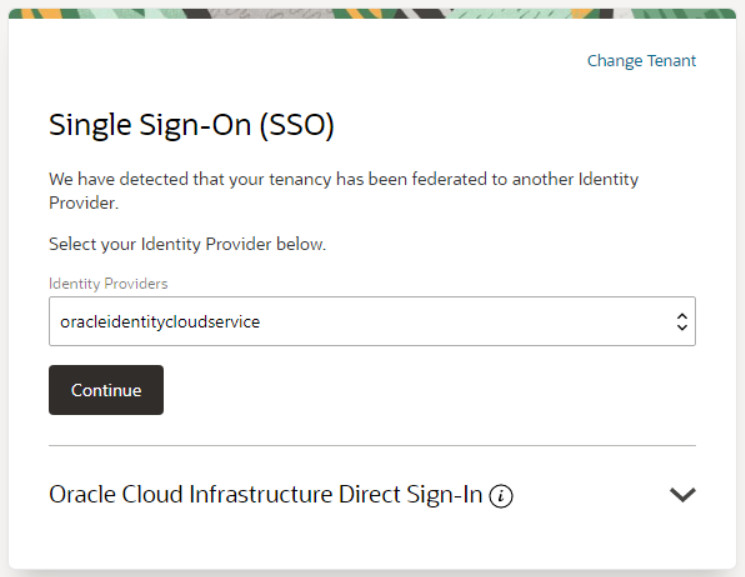 Change Tenant
Single Sign-On (SSO)
We have detected that your tenancy has been federated to another Identity
Provider.
Select your Identity Provider below.
Identity Providers
oracleidentitycloudservice
Continue
Oracle Cloud Infrastructure Direct Sign-In i